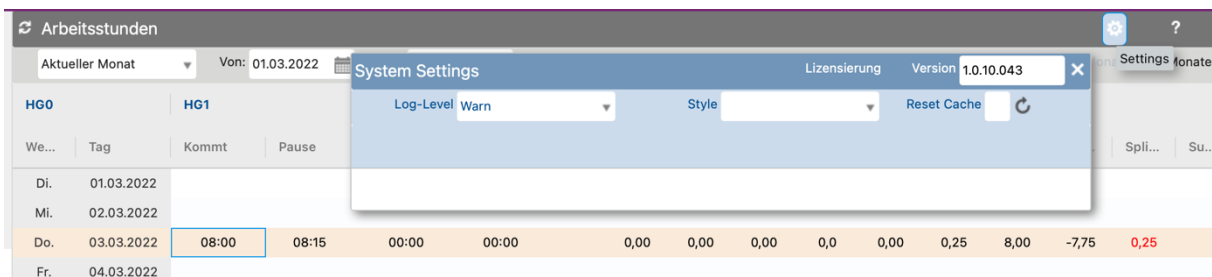 Arbeitsstunden ?
Aktueller Monat Von: 01.03.2022 Settings Monate
System Settings Lizensierung Version 1.0.10.043
HG0 HG1 Log-Level Warn Style Reset Cache
We... Tag Kommt Pause Spli... Su...
Di. 01.03.2022
Mi. 02.03.2022
Do. 03.03.2022 08:00 08:15 00:00 00:00 0,00 0,00 0,00 0,0 0,00 0,25 8,00 -7,75 0,25
Fr. 04.03.2022